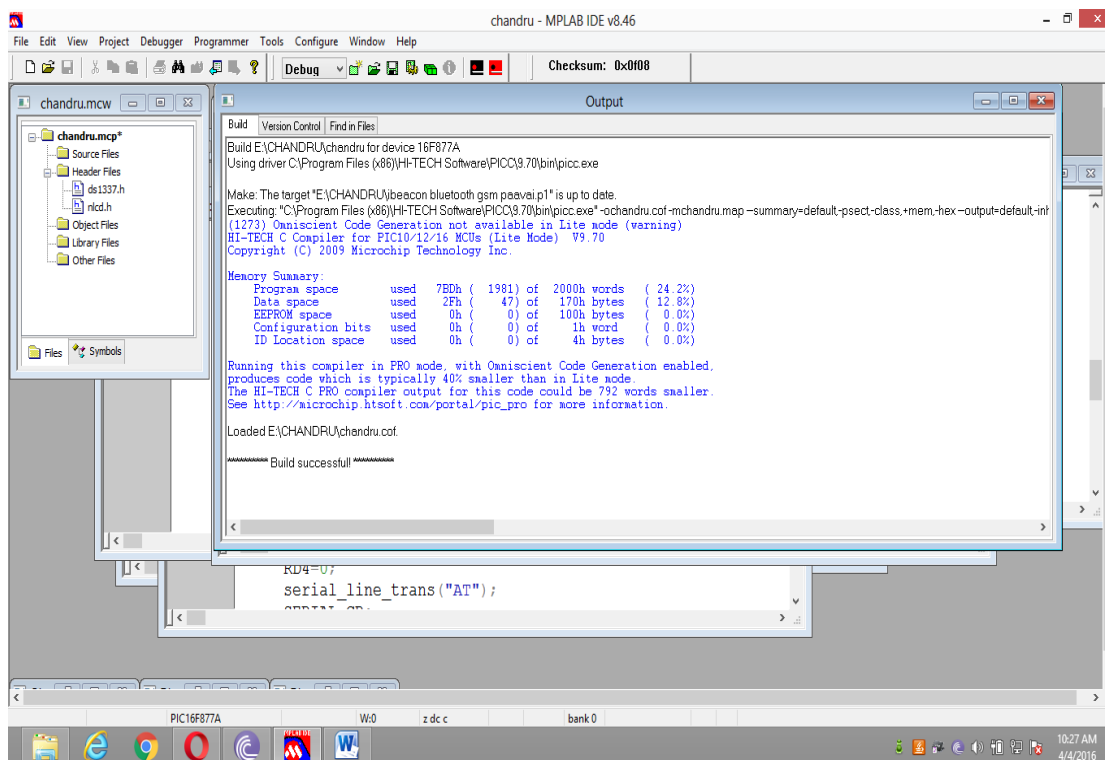 chandru - MPLAB IDE v8.46
File Edit View Project Debugger Programmer Tools Configure Window Help
Debug
Checksum: 0x0f08
chandru.mcw
chandru.mcp*
Source Files
Header Files
ds1337.h
nlcd.h
Object Files
Library Files
Other Files
Files Symbols
Output
Build Version Control Find in Files
Build E:\CHANDRU\chandru for device 16F877A
Using driver C:\Program Files (x86)\HI-TECH Software\PICC\9.70\bin\picc.exe
Make: The target "E:\CHANDRU\ibeacon bluetooth gsm paavai.p1" is up to date.
Executing: "C:\Program Files (x86)\HI-TECH Software\PICC\9.70\bin\picc.exe" -ochandru.cof -mchandru.map --summary=default,-psect,-class,+mem,-hex --output=default,-inh
(1273) Omniscient Code Generation not available in Lite mode (warning)
HI-TECH C Compiler for PIC10/12/16 MCUs (Lite Mode) V9.70
Copyright (C) 2009 Microchip Technology Inc.
Memory Summary:
Program space used 7BDh ( 1981) of 2000h words ( 24.2%)
Data space used 2Fh ( 47) of 170h bytes ( 12.8%)
EEPROM space used 0h ( 0) of 100h bytes ( 0.0%)
Configuration bits used 0h ( 0) of 1h word ( 0.0%)
ID Location space used 0h ( 0) of 4h bytes ( 0.0%)
Running this compiler in PRO mode, with Omniscient Code Generation enabled,
produces code which is typically 40% smaller than in Lite mode.
The HI-TECH C PRO compiler output for this code could be 792 words smaller.
See http://microchip.htsoft.com/portal/pic_pro for more information.
Loaded E:\CHANDRU\chandru.cof.
********** Build successful! **********
RD4=0;
serial_line_trans("AT");
PIC16F877A W:0 z dc c bank 0
10:27 AM
4/4/2016